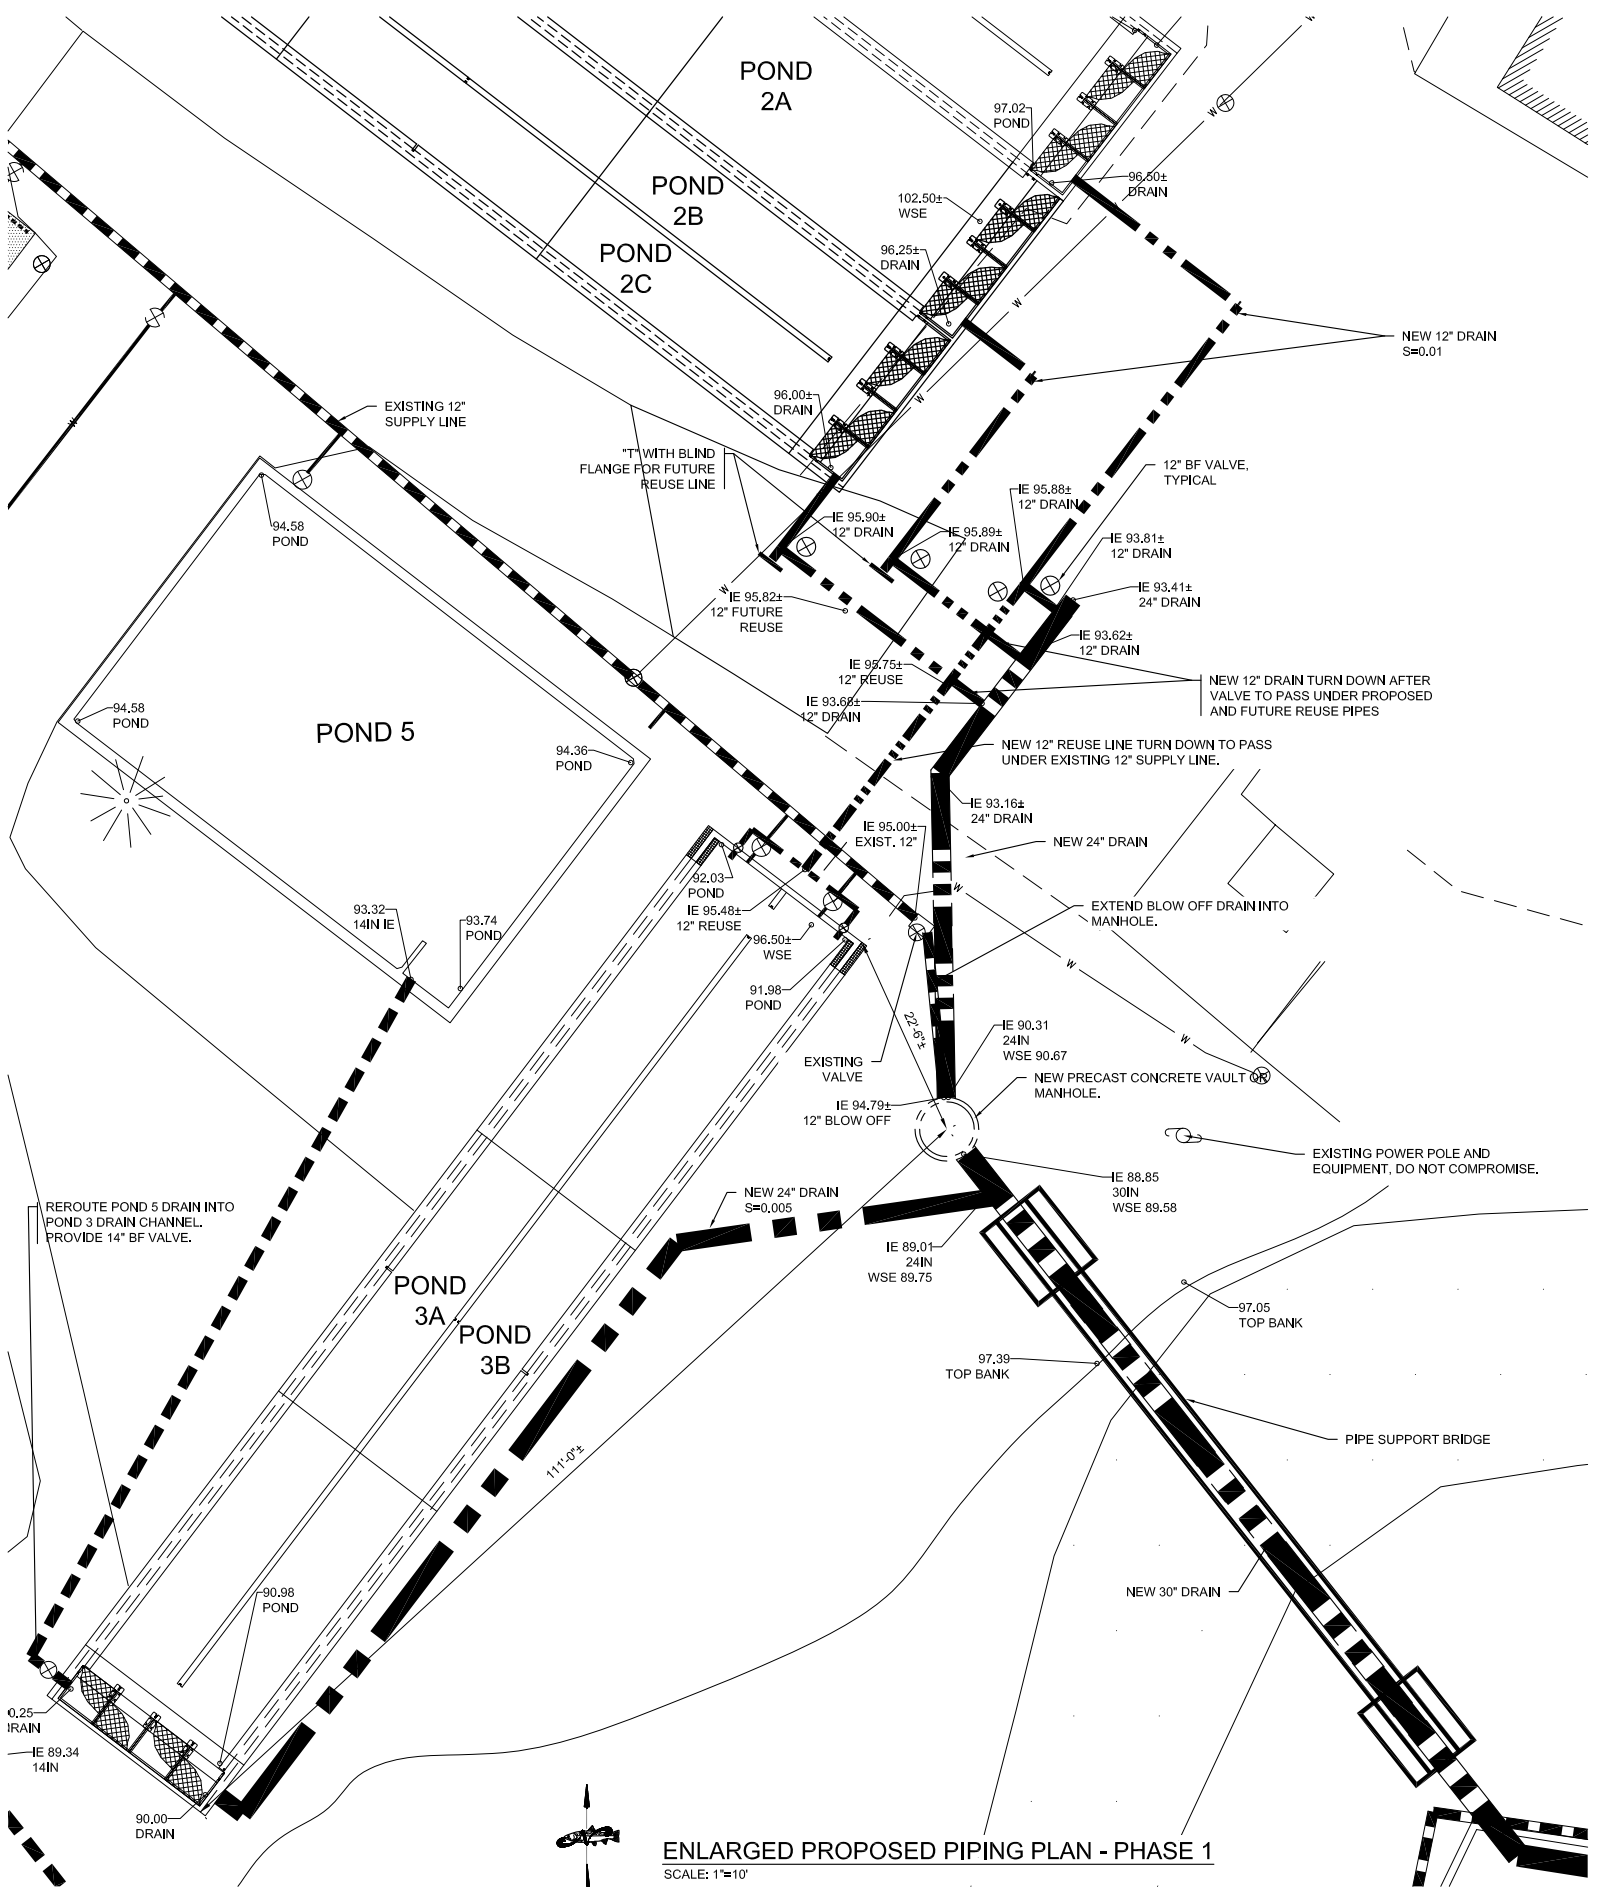 POND
2A
97.02
POND
96.50±
DRAIN
POND
2B
102.50±
WSE
POND
2C
96.25±
DRAIN
NEW 12" DRAIN
S=0.01
EXISTING 12"
SUPPLY LINE
96.00±
DRAIN
"T" WITH BLIND
FLANGE FOR FUTURE
REUSE LINE
12" BF VALVE,
TYPICAL
94.58
POND
IE 95.90±
12" DRAIN
IE 95.89±
12" DRAIN
IE 95.88±
12" DRAIN
IE 93.81±
12" DRAIN
IE 93.41±
24" DRAIN
IE 95.82±
12" FUTURE
REUSE
IE 93.62±
12" DRAIN
IE 95.75±
12" REUSE
IE 93.68±
12" DRAIN
NEW 12" DRAIN TURN DOWN AFTER
VALVE TO PASS UNDER PROPOSED
AND FUTURE REUSE PIPES
94.58
POND
POND 5
94.36
POND
NEW 12" REUSE LINE TURN DOWN TO PASS
UNDER EXISTING 12" SUPPLY LINE.
IE 93.16±
24" DRAIN
IE 95.00±
EXIST. 12"
NEW 24" DRAIN
92.03
POND
IE 95.48±
12" REUSE
93.32
14IN IE
93.74
POND
EXTEND BLOW OFF DRAIN INTO
MANHOLE.
96.50±
WSE
91.98
POND
22'-6"±
IE 90.31
24IN
WSE 90.67
EXISTING
VALVE
NEW PRECAST CONCRETE VAULT OR
MANHOLE.
IE 94.79±
12" BLOW OFF
EXISTING POWER POLE AND
EQUIPMENT, DO NOT COMPROMISE.
REROUTE POND 5 DRAIN INTO
POND 3 DRAIN CHANNEL.
PROVIDE 14" BF VALVE.
NEW 24" DRAIN
S=0.005
IE 88.85
30IN
WSE 89.58
IE 89.01
24IN
WSE 89.75
POND
3A
POND
3B
97.05
TOP BANK
97.39
TOP BANK
111'-0"±
PIPE SUPPORT BRIDGE
90.98
POND
NEW 30" DRAIN
0.25
RAIN
IE 89.34
14IN
90.00
DRAIN
ENLARGED PROPOSED PIPING PLAN - PHASE 1
SCALE: 1"=10'
W
W
W
W
W
W
W
W
W
W